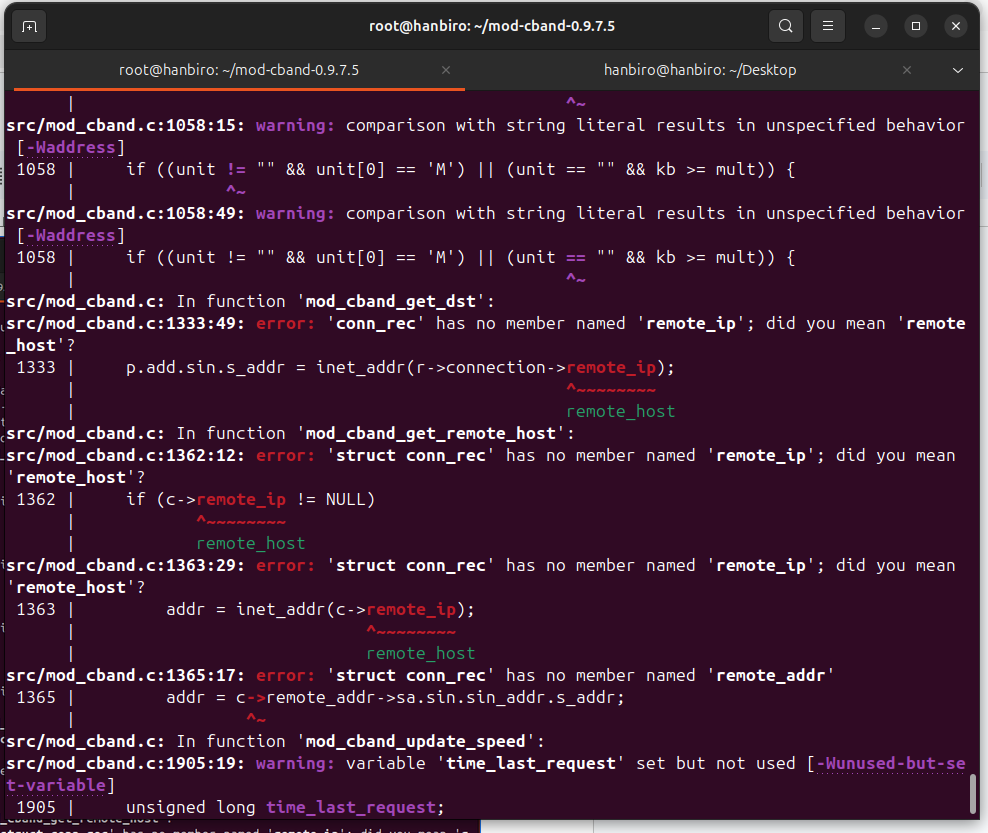 root@hanbiro: ~/mod-cband-0.9.7.5
root@hanbiro: ~/mod-cband-0.9.7.5 hanbiro@hanbiro: ~/Desktop
| ^~
src/mod_cband.c:1058:15: warning: comparison with string literal results in unspecified behavior
[-Waddress]
1058 | if ((unit != "" && unit[0] == 'M') || (unit == "" && kb >= mult)) {
| ^~
src/mod_cband.c:1058:49: warning: comparison with string literal results in unspecified behavior
[-Waddress]
1058 | if ((unit != "" && unit[0] == 'M') || (unit == "" && kb >= mult)) {
| ^~
src/mod_cband.c: In function 'mod_cband_get_dst':
src/mod_cband.c:1333:49: error: 'conn_rec' has no member named 'remote_ip'; did you mean 'remote
_host'?
1333 | p.add.sin.s_addr = inet_addr(r->connection->remote_ip);
| ^~~~~~~~~
| remote_host
src/mod_cband.c: In function 'mod_cband_get_remote_host':
src/mod_cband.c:1362:12: error: 'struct conn_rec' has no member named 'remote_ip'; did you mean
'remote_host'?
1362 | if (c->remote_ip != NULL)
| ^~~~~~~~~
| remote_host
src/mod_cband.c:1363:29: error: 'struct conn_rec' has no member named 'remote_ip'; did you mean
'remote_host'?
1363 | addr = inet_addr(c->remote_ip);
| ^~~~~~~~~
| remote_host
src/mod_cband.c:1365:17: error: 'struct conn_rec' has no member named 'remote_addr'
1365 | addr = c->remote_addr->sa.sin.sin_addr.s_addr;
| ^~
src/mod_cband.c: In function 'mod_cband_update_speed':
src/mod_cband.c:1905:19: warning: variable 'time_last_request' set but not used [-Wunused-but-se
t-variable]
1905 | unsigned long time_last_request;